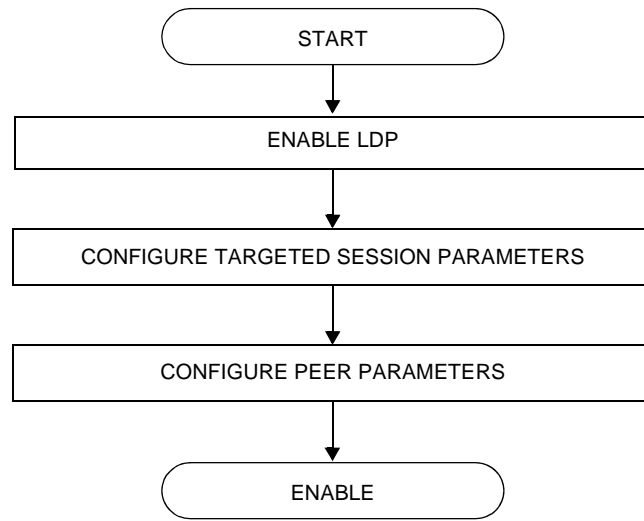 START
ENABLE LDP
CONFIGURE TARGETED SESSION PARAMETERS
CONFIGURE PEER PARAMETERS
ENABLE